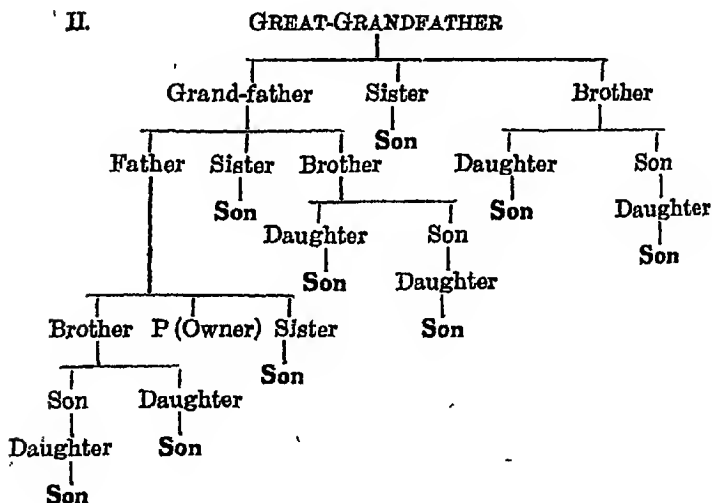 II. GREAT-GRANDFATHER
Grand-father Sister Brother
Son
Father Sister Brother Daughter Son
Son Son Daughter
Daughter Son Son
Son Daughter
Son
Brother P (Owner) Sister
Son
Son Daughter
Daughter Son
Son